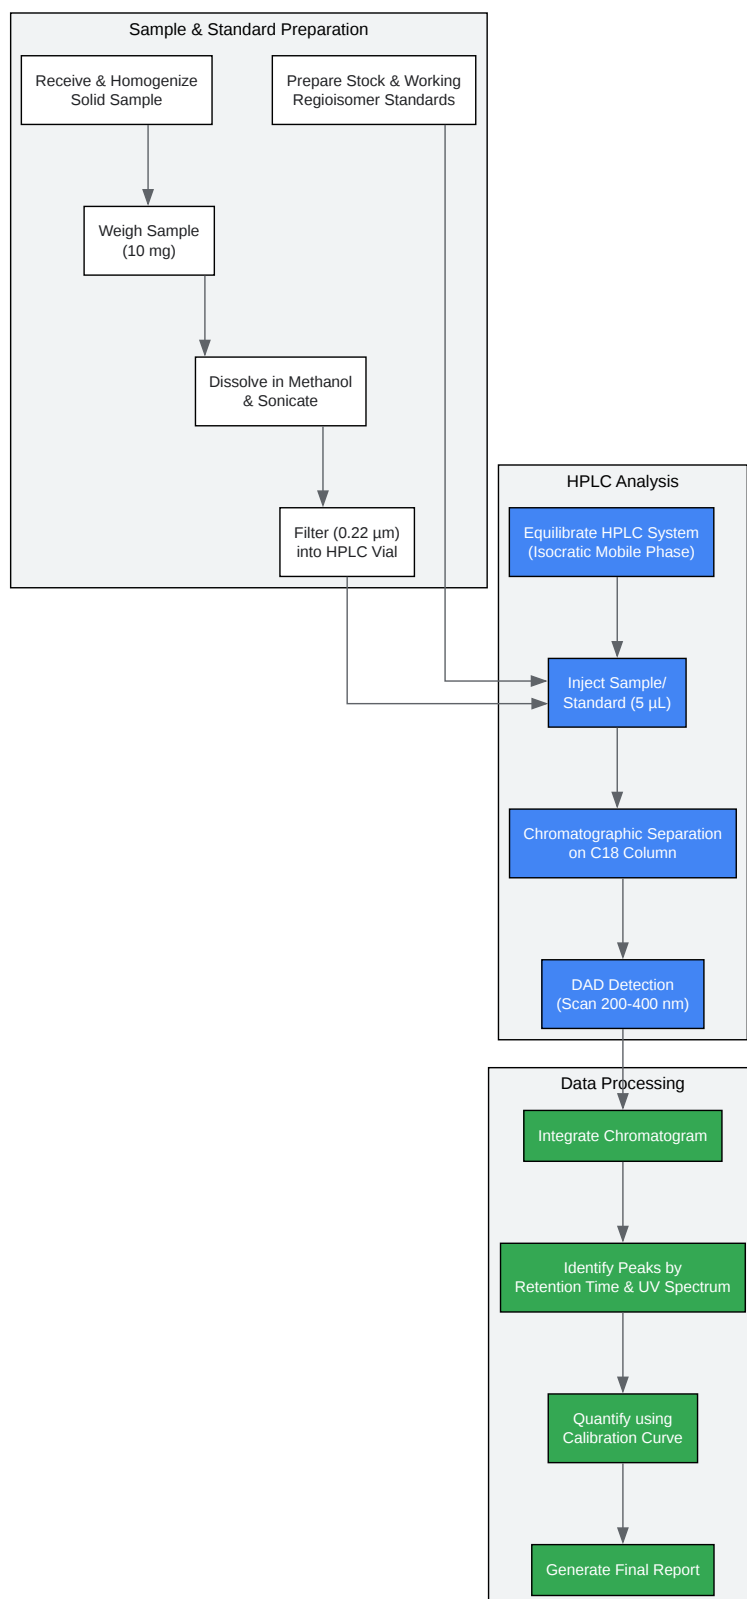 Sample & Standard Preparation
Receive & Homogenize
Solid Sample
Prepare Stock & Working
Regioisomer Standards
Weigh Sample
(10 mg)
Dissolve in Methanol
& Sonicate
Filter (0.22 µm)
into HPLC Vial
HPLC Analysis
Equilibrate HPLC System
(Isocratic Mobile Phase)
Inject Sample/
Standard (5 µL)
Chromatographic Separation
on C18 Column
DAD Detection
(Scan 200-400 nm)
Data Processing
Integrate Chromatogram
Identify Peaks by
Retention Time & UV Spectrum
Quantify using
Calibration Curve
Generate Final Report